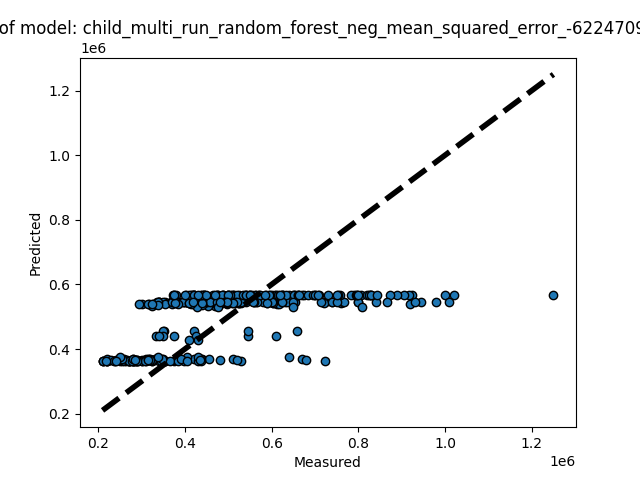 of model: child_multi_run_random_forest_neg_mean_squared_error_-6224709
1e6
1.2
1.0
0.8
0.6
0.4
0.2
Predicted
0.2 0.4 0.6 0.8 1.0 1.2
Measured
1e6